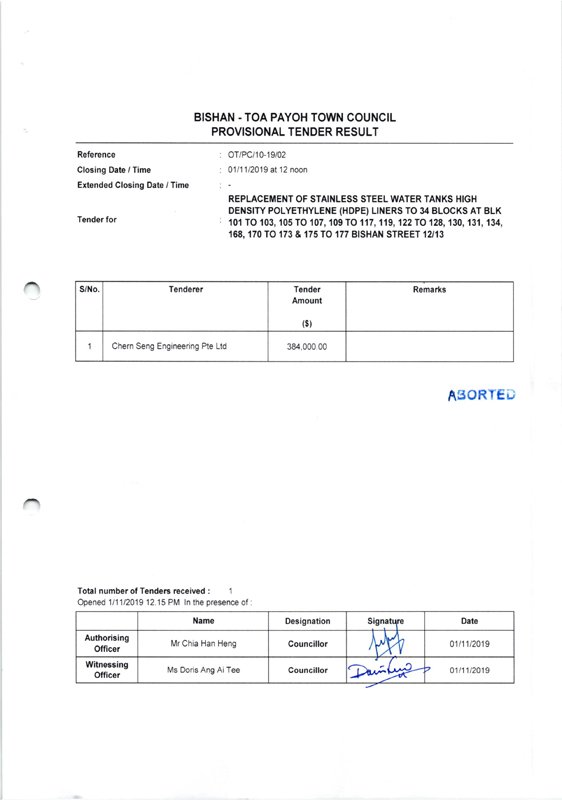 BISHAN - TOA PAYOH TOWN COUNCIL
PROVISIONAL TENDER RESULT
Reference : OT/PC/10-19/02
Closing Date / Time : 01/11/2019 at 12 noon
Extended Closing Date / Time : -
Tender for : REPLACEMENT OF STAINLESS STEEL WATER TANKS HIGH
DENSITY POLYETHYLENE (HDPE) LINERS TO 34 BLOCKS AT BLK
101 TO 103, 105 TO 107, 109 TO 117, 119, 122 TO 128, 130, 131, 134,
168, 170 TO 173 & 175 TO 177 BISHAN STREET 12/13
S/No. Tenderer Tender Amount ($) Remarks
1 Chern Seng Engineering Pte Ltd 384,000.00
ABORTED
Total number of Tenders received : 1
Opened 1/11/2019 12.15 PM In the presence of :
Name Designation Signature Date
Authorising Officer Mr Chia Han Heng Councillor 01/11/2019
Witnessing Officer Ms Doris Ang Ai Tee Councillor 01/11/2019